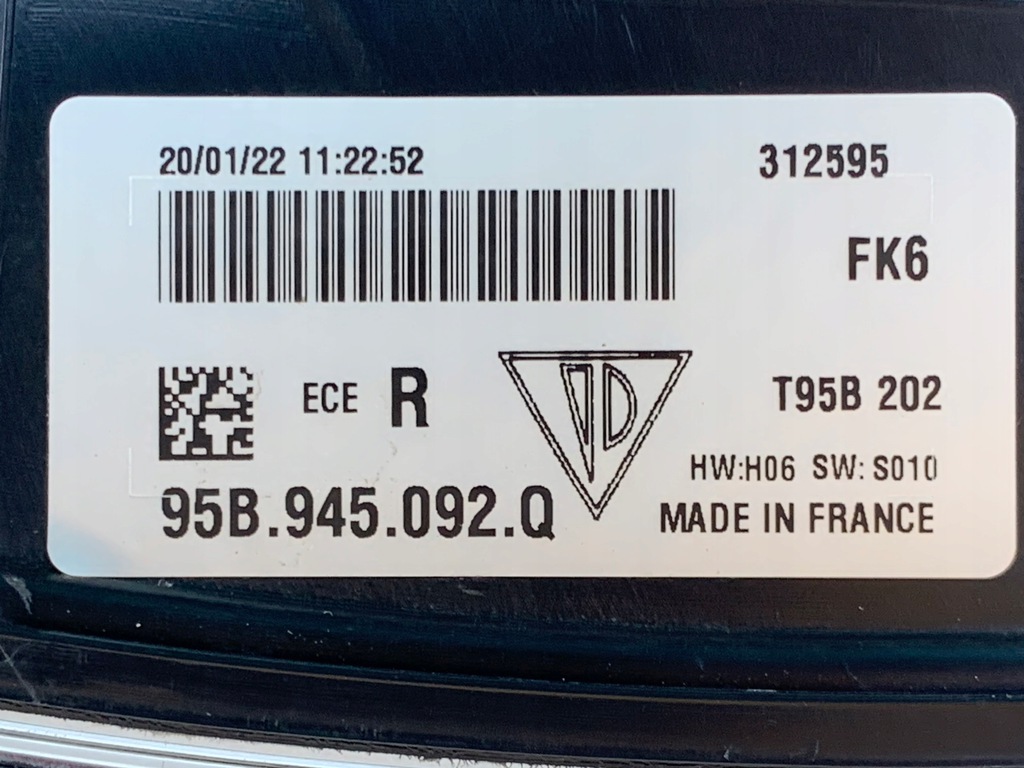 20/01/22 11:22:52
312595
FK6
ECE R
T95B 202
HW:H06 SW: S010
95B.945.092.Q
MADE IN FRANCE